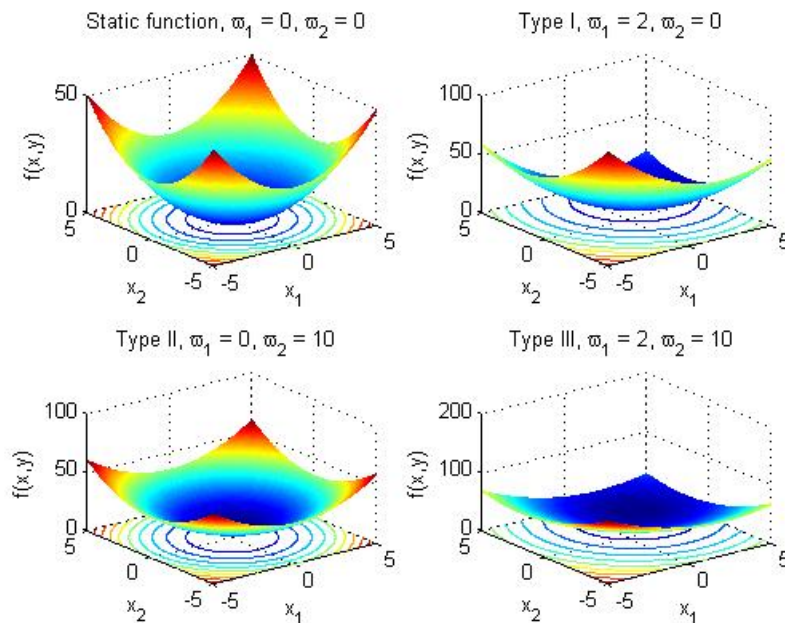 Static function, ϖ1 = 0, ϖ2 = 0
f(x,y)
50
0
5
0
-5
x2
-5
0
5
x1
Type I, ϖ1 = 2, ϖ2 = 0
f(x,y)
100
50
0
5
0
-5
x2
-5
0
5
x1
Type II, ϖ1 = 0, ϖ2 = 10
f(x,y)
100
50
0
5
0
-5
x2
-5
0
5
x1
Type III, ϖ1 = 2, ϖ2 = 10
f(x,y)
200
100
0
5
0
-5
x2
-5
0
5
x1